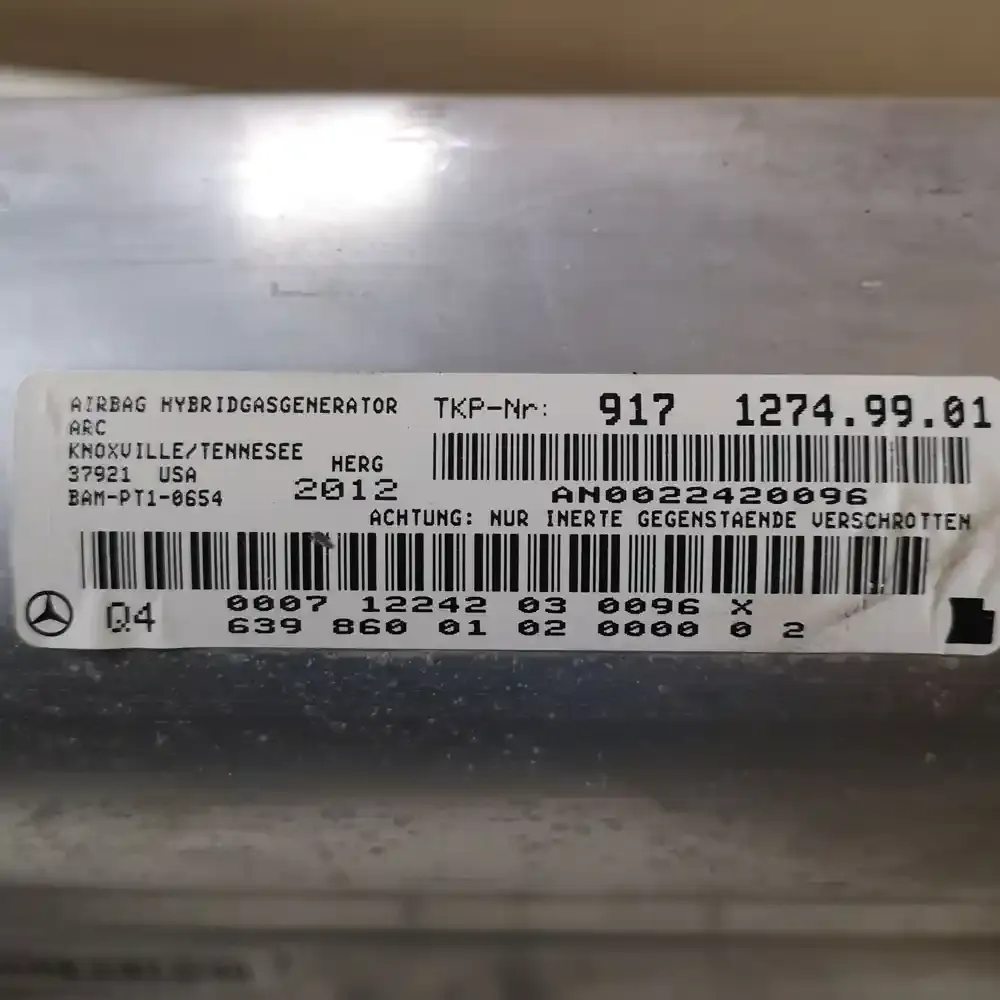 AIRBAG HYBRIDGASGENERATOR
ARC
KNOXVILLE/TENNESEE
37921 USA
BAM-PT1-0654
HERG
2012
TKP-Nr: 917 1274.99.01
AN0022420096
ACHTUNG: NUR INERTE GEGENSTAENDE VERSCHROTTEN
Q4
0007 12242 03 0096 X
639 860 01 02 0000 0 2